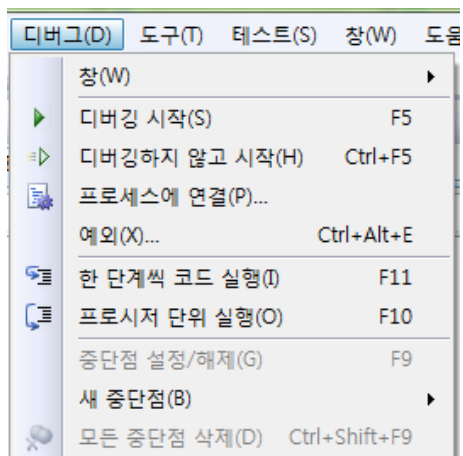 디버그(D) 도구(T) 테스트(S) 창(W) 도움
창(W)
디버깅 시작(S) F5
디버깅하지 않고 시작(H) Ctrl+F5
프로세스에 연결(P)...
예외(X)... Ctrl+Alt+E
한 단계씩 코드 실행(I) F11
프로시저 단위 실행(O) F10
중단점 설정/해제(G) F9
새 중단점(B)
모든 중단점 삭제(D) Ctrl+Shift+F9